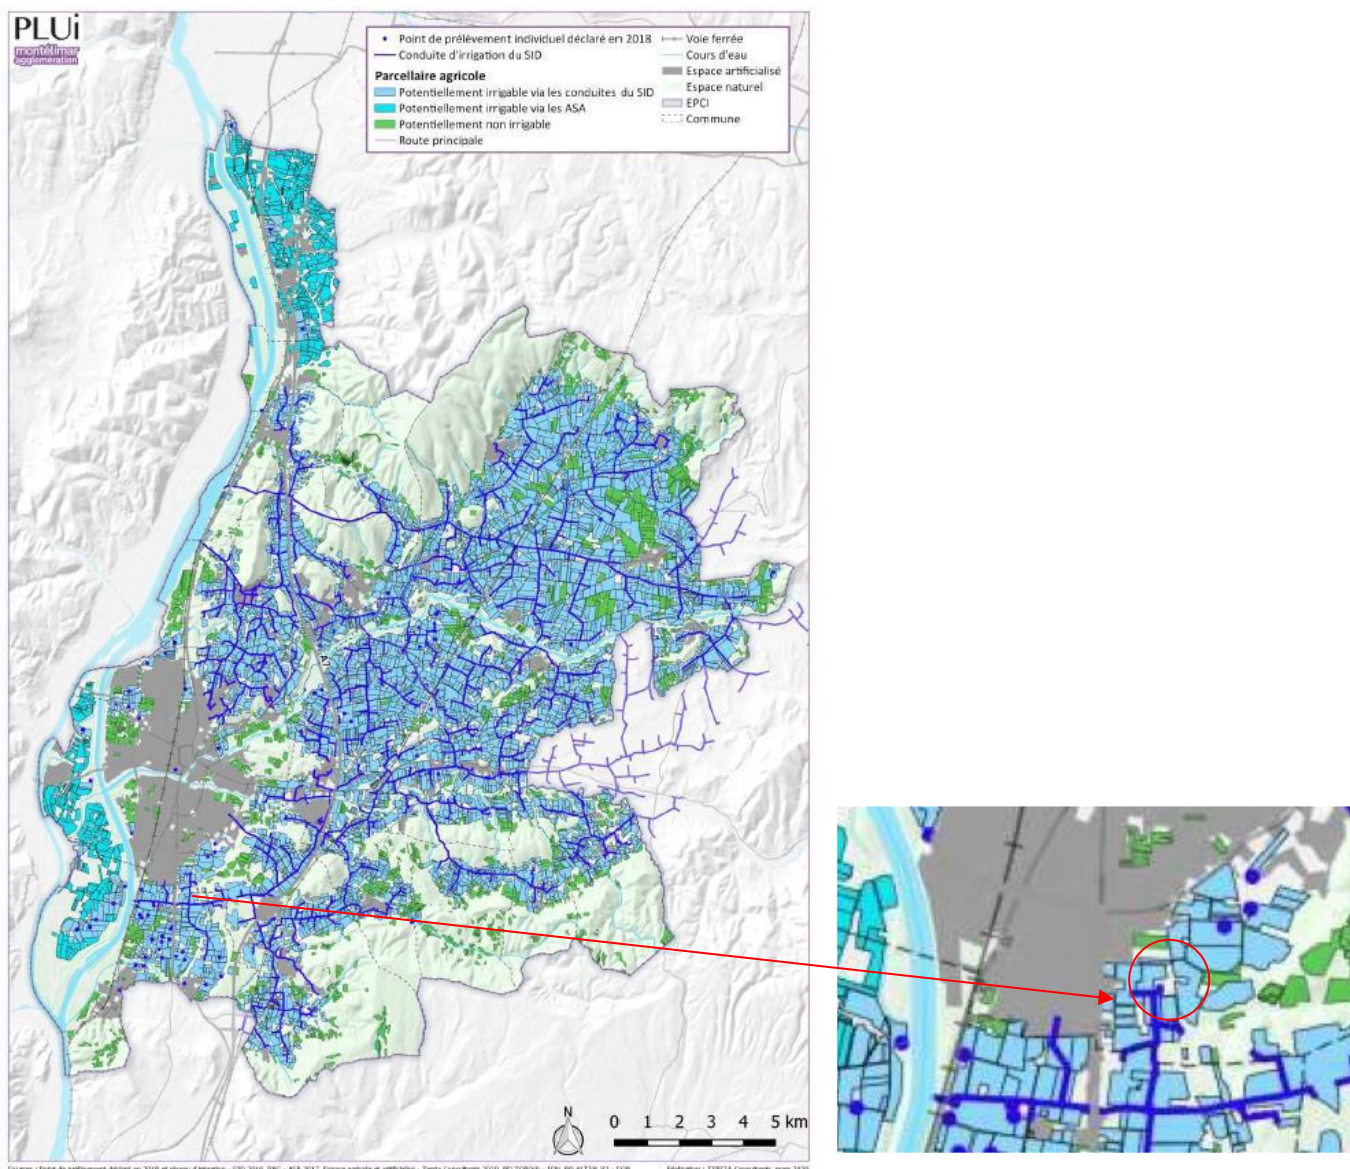 PLUi
montélimar
agglomération
Point de prélèvement individuel déclaré en 2018
Conduite d'irrigation du SID
Parcellaire agricole
Potentiellement irrigable via les conduites du SID
Potentiellement irrigable via les ASA
Potentiellement non irrigable
Route principale
Voie ferrée
Cours d'eau
Espace artificialisé
Espace naturel
EPCI
Commune
A7
N
0 1 2 3 4 5 km